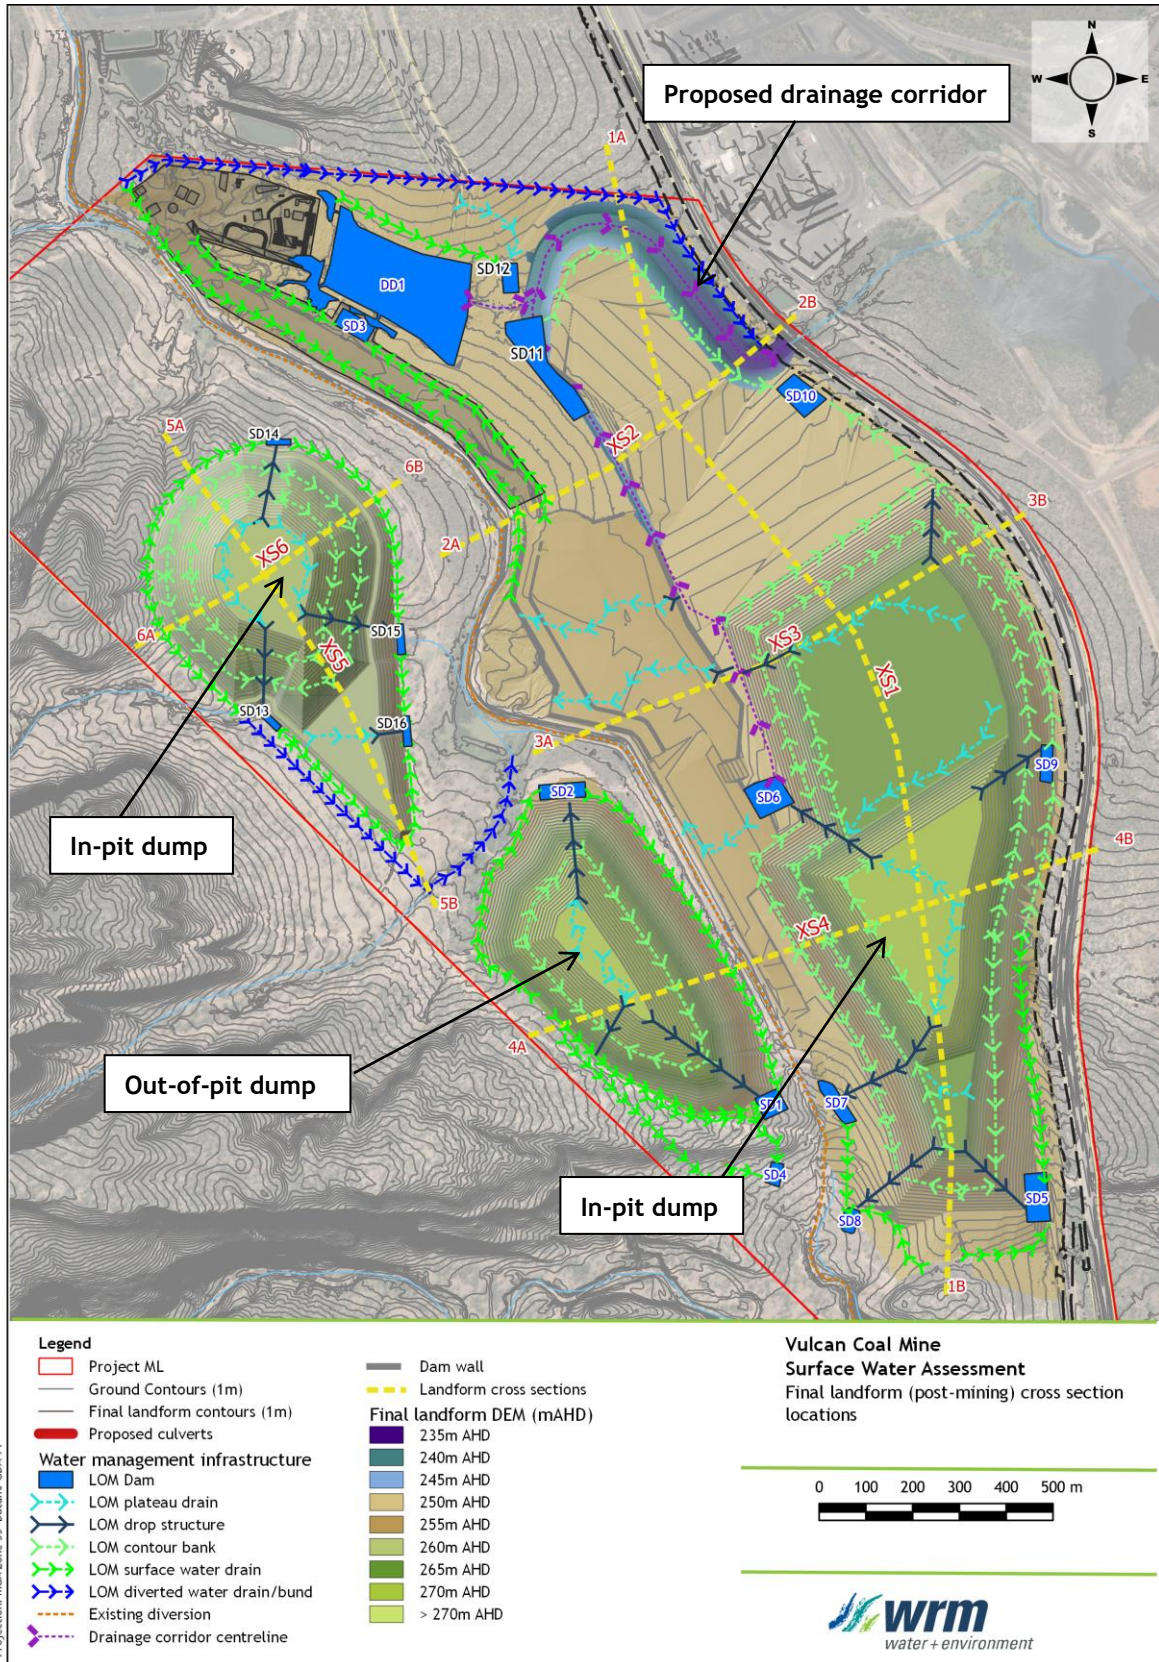 N
W
E
S
Proposed drainage corridor
1A
2B
SD12
DD1
SD3
SD11
SD10
5A
SD14
6B
XS2
3B
2A
XS6
6A
SD15
XS5
XS3
XS1
SD13
SD16
3A
SD9
SD2
SD6
In-pit dump
4B
5B
XS4
4A
Out-of-pit dump
SD1
SD7
SD4
In-pit dump
SD5
SD8
1B
Legend
Project ML
Ground Contours (1m)
Final landform contours (1m)
Proposed culverts
Water management infrastructure
LOM Dam
LOM plateau drain
LOM drop structure
LOM contour bank
LOM surface water drain
LOM diverted water drain/bund
Existing diversion
Drainage corridor centreline
Dam wall
Landform cross sections
Final landform DEM (mAHD)
235m AHD
240m AHD
245m AHD
250m AHD
255m AHD
260m AHD
265m AHD
270m AHD
> 270m AHD
Vulcan Coal Mine
Surface Water Assessment
Final landform (post-mining) cross section
locations
0 100 200 300 400 500 m
wrm
water + environment